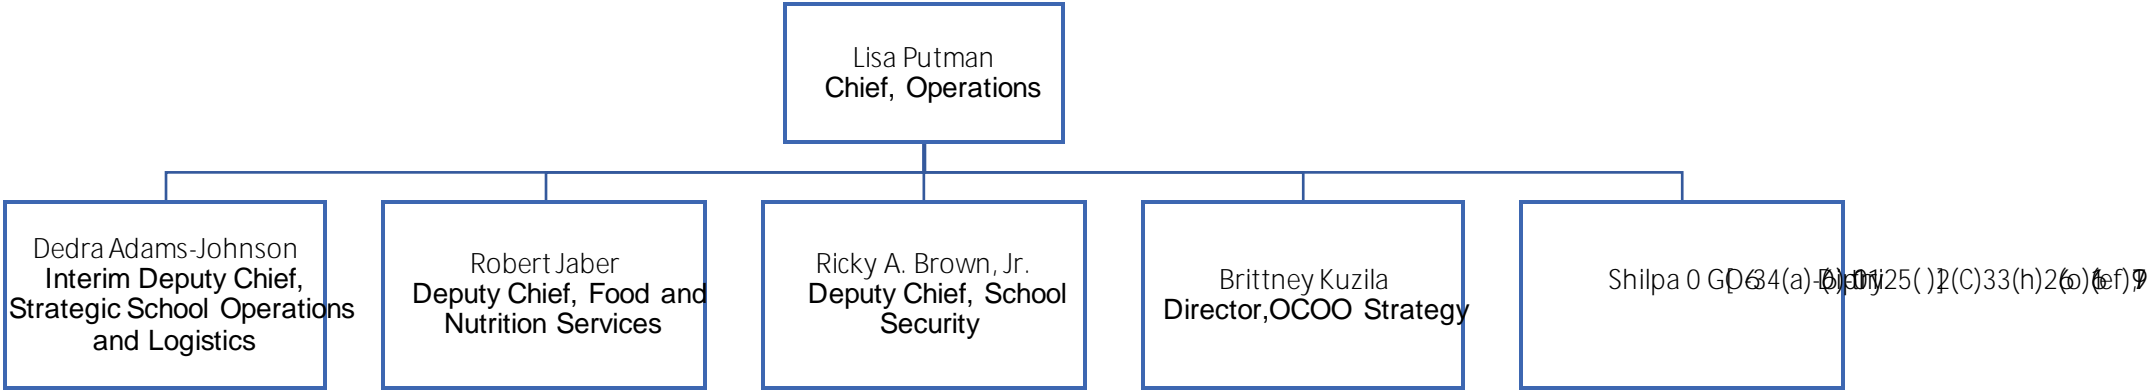 Lisa Putman
Chief, Operations
Dedra Adams-Johnson
Interim Deputy Chief,
Strategic School Operations
and Logistics
Robert Jaber
Deputy Chief, Food and
Nutrition Services
Ricky A. Brown, Jr.
Deputy Chief, School
Security
Brittney Kuzila
Director,OCOO Strategy
Shilpa